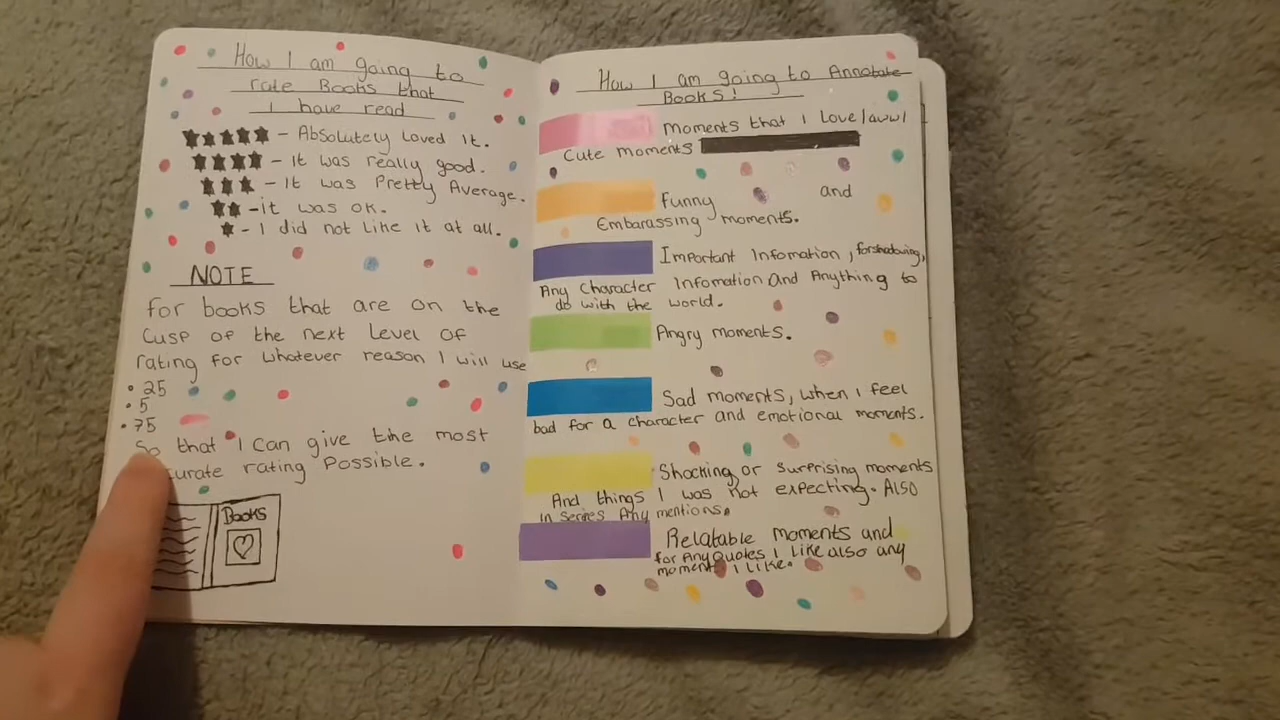 How I am going to
rate Books that
I have read
- Absolutely Loved it.
- It was really good.
- It was Pretty Average.
- it was ok.
- I did not like it at all.
NOTE
for books that are on the
cusp of the next Level of
rating for whatever reason I will use
• 25
• 5
• 75
So that I can give the most
curate rating Possible.
Books
How I am going to Annotate
Books!
Moments that I Love/aww/
Cute moments
Funny and
Embarassing moments.
Important Infomation, forshadowing,
Any Character Infomation And Anything to
do with the world.
Angry moments.
Sad moments, when I feel
bad for a character and emotional moments.
Shocking or Surprising moments
And things I was not expecting. Also
in series Any mentions.
Relatable moments and
for Any Quotes I like also any
moment I like.